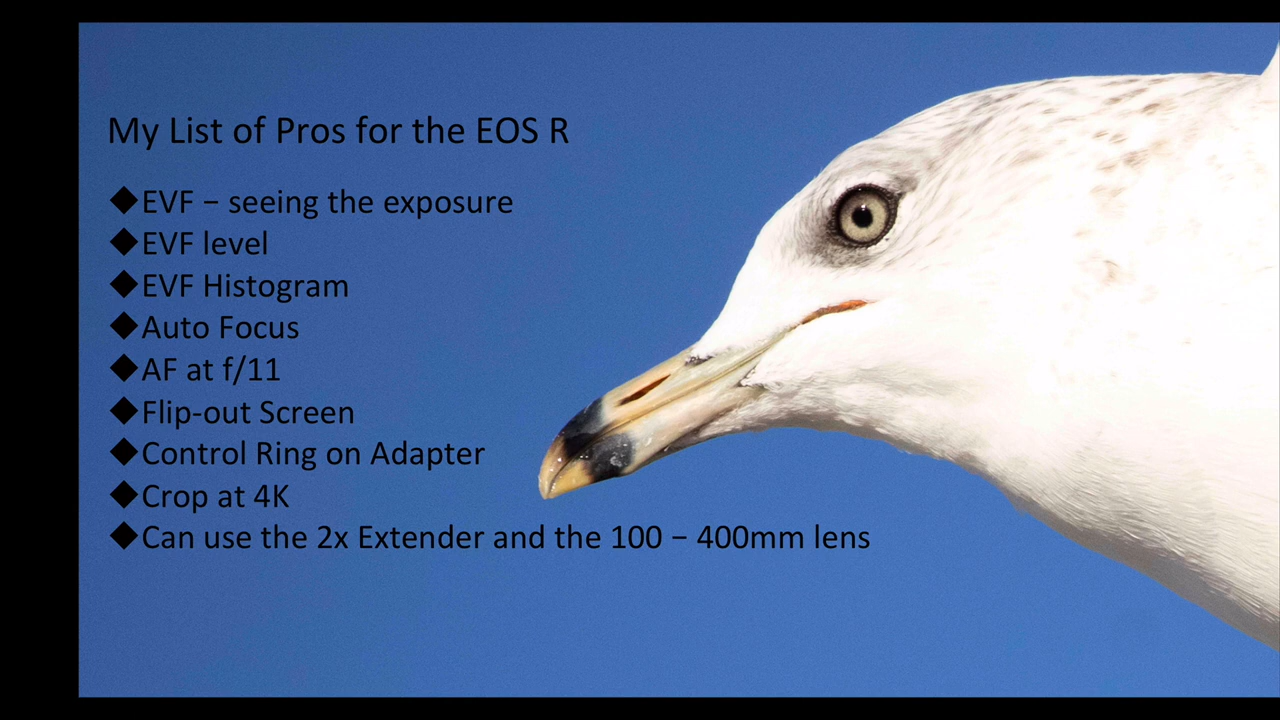 My List of Pros for the EOS R
◆EVF – seeing the exposure
◆EVF level
◆EVF Histogram
◆Auto Focus
◆AF at f/11
◆Flip-out Screen
◆Control Ring on Adapter
◆Crop at 4K
◆Can use the 2x Extender and the 100 – 400mm lens